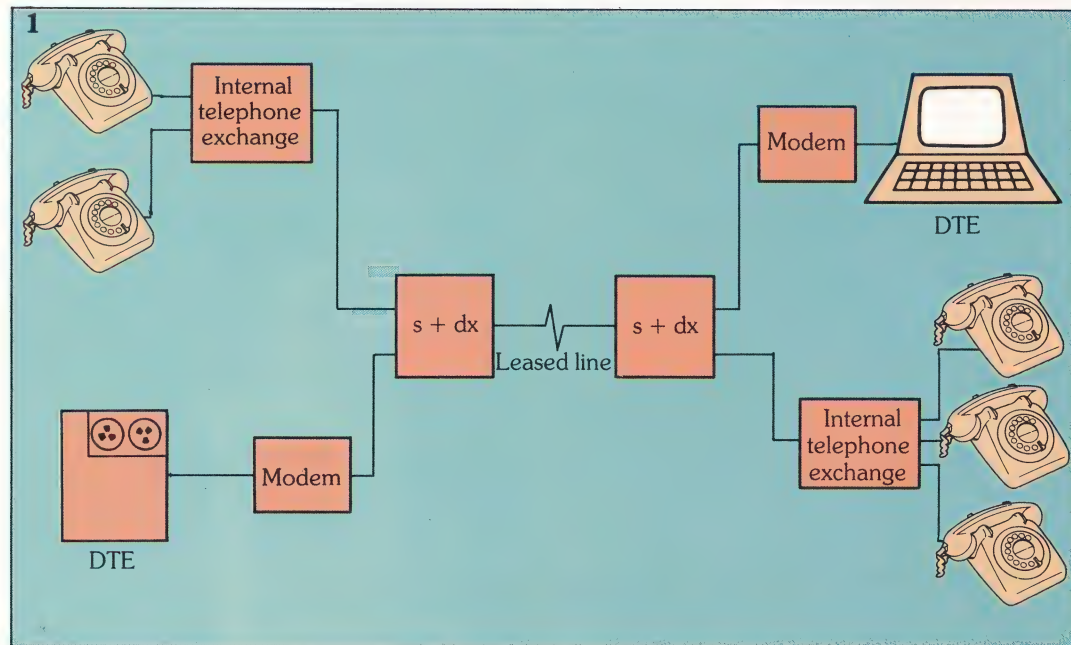 1
Internal
telephone
exchange
Modem
DTE
s + dx
Leased line
s + dx
Internal
telephone
exchange
Modem
DTE